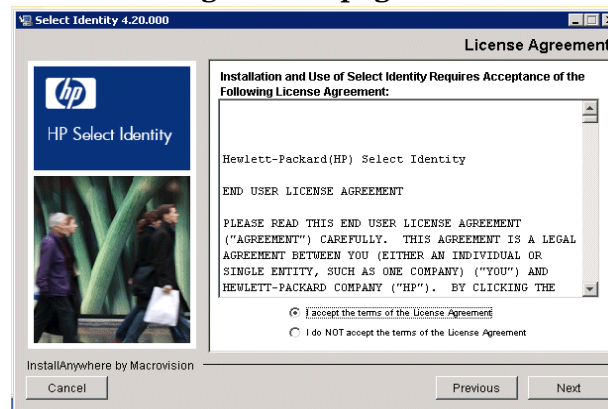 Select Identity 4.20.000
License Agreement
hp
HP Select Identity
Installation and Use of Select Identity Requires Acceptance of the
Following License Agreement:
Hewlett-Packard(HP) Select Identity
END USER LICENSE AGREEMENT
PLEASE READ THIS END USER LICENSE AGREEMENT
("AGREEMENT") CAREFULLY. THIS AGREEMENT IS A LEGAL
AGREEMENT BETWEEN YOU (EITHER AN INDIVIDUAL OR
SINGLE ENTITY, SUCH AS ONE COMPANY) ("YOU") AND
HEWLETT-PACKARD COMPANY ("HP"). BY CLICKING THE
I accept the terms of the License Agreement
I do NOT accept the terms of the License Agreement
InstallAnywhere by Macrovision
Cancel
Previous
Next